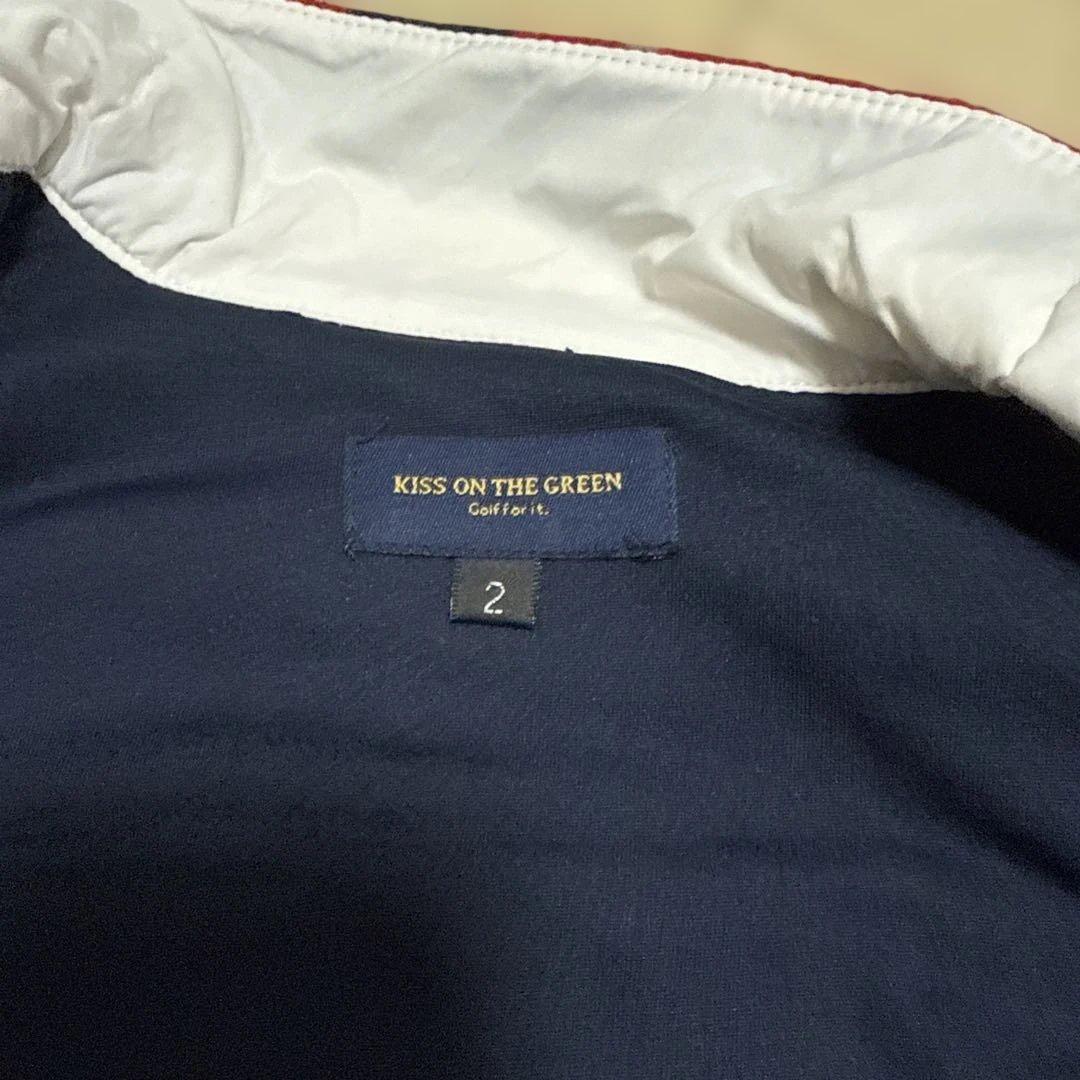 KISS ON THE GREEN
Golf for it.
2